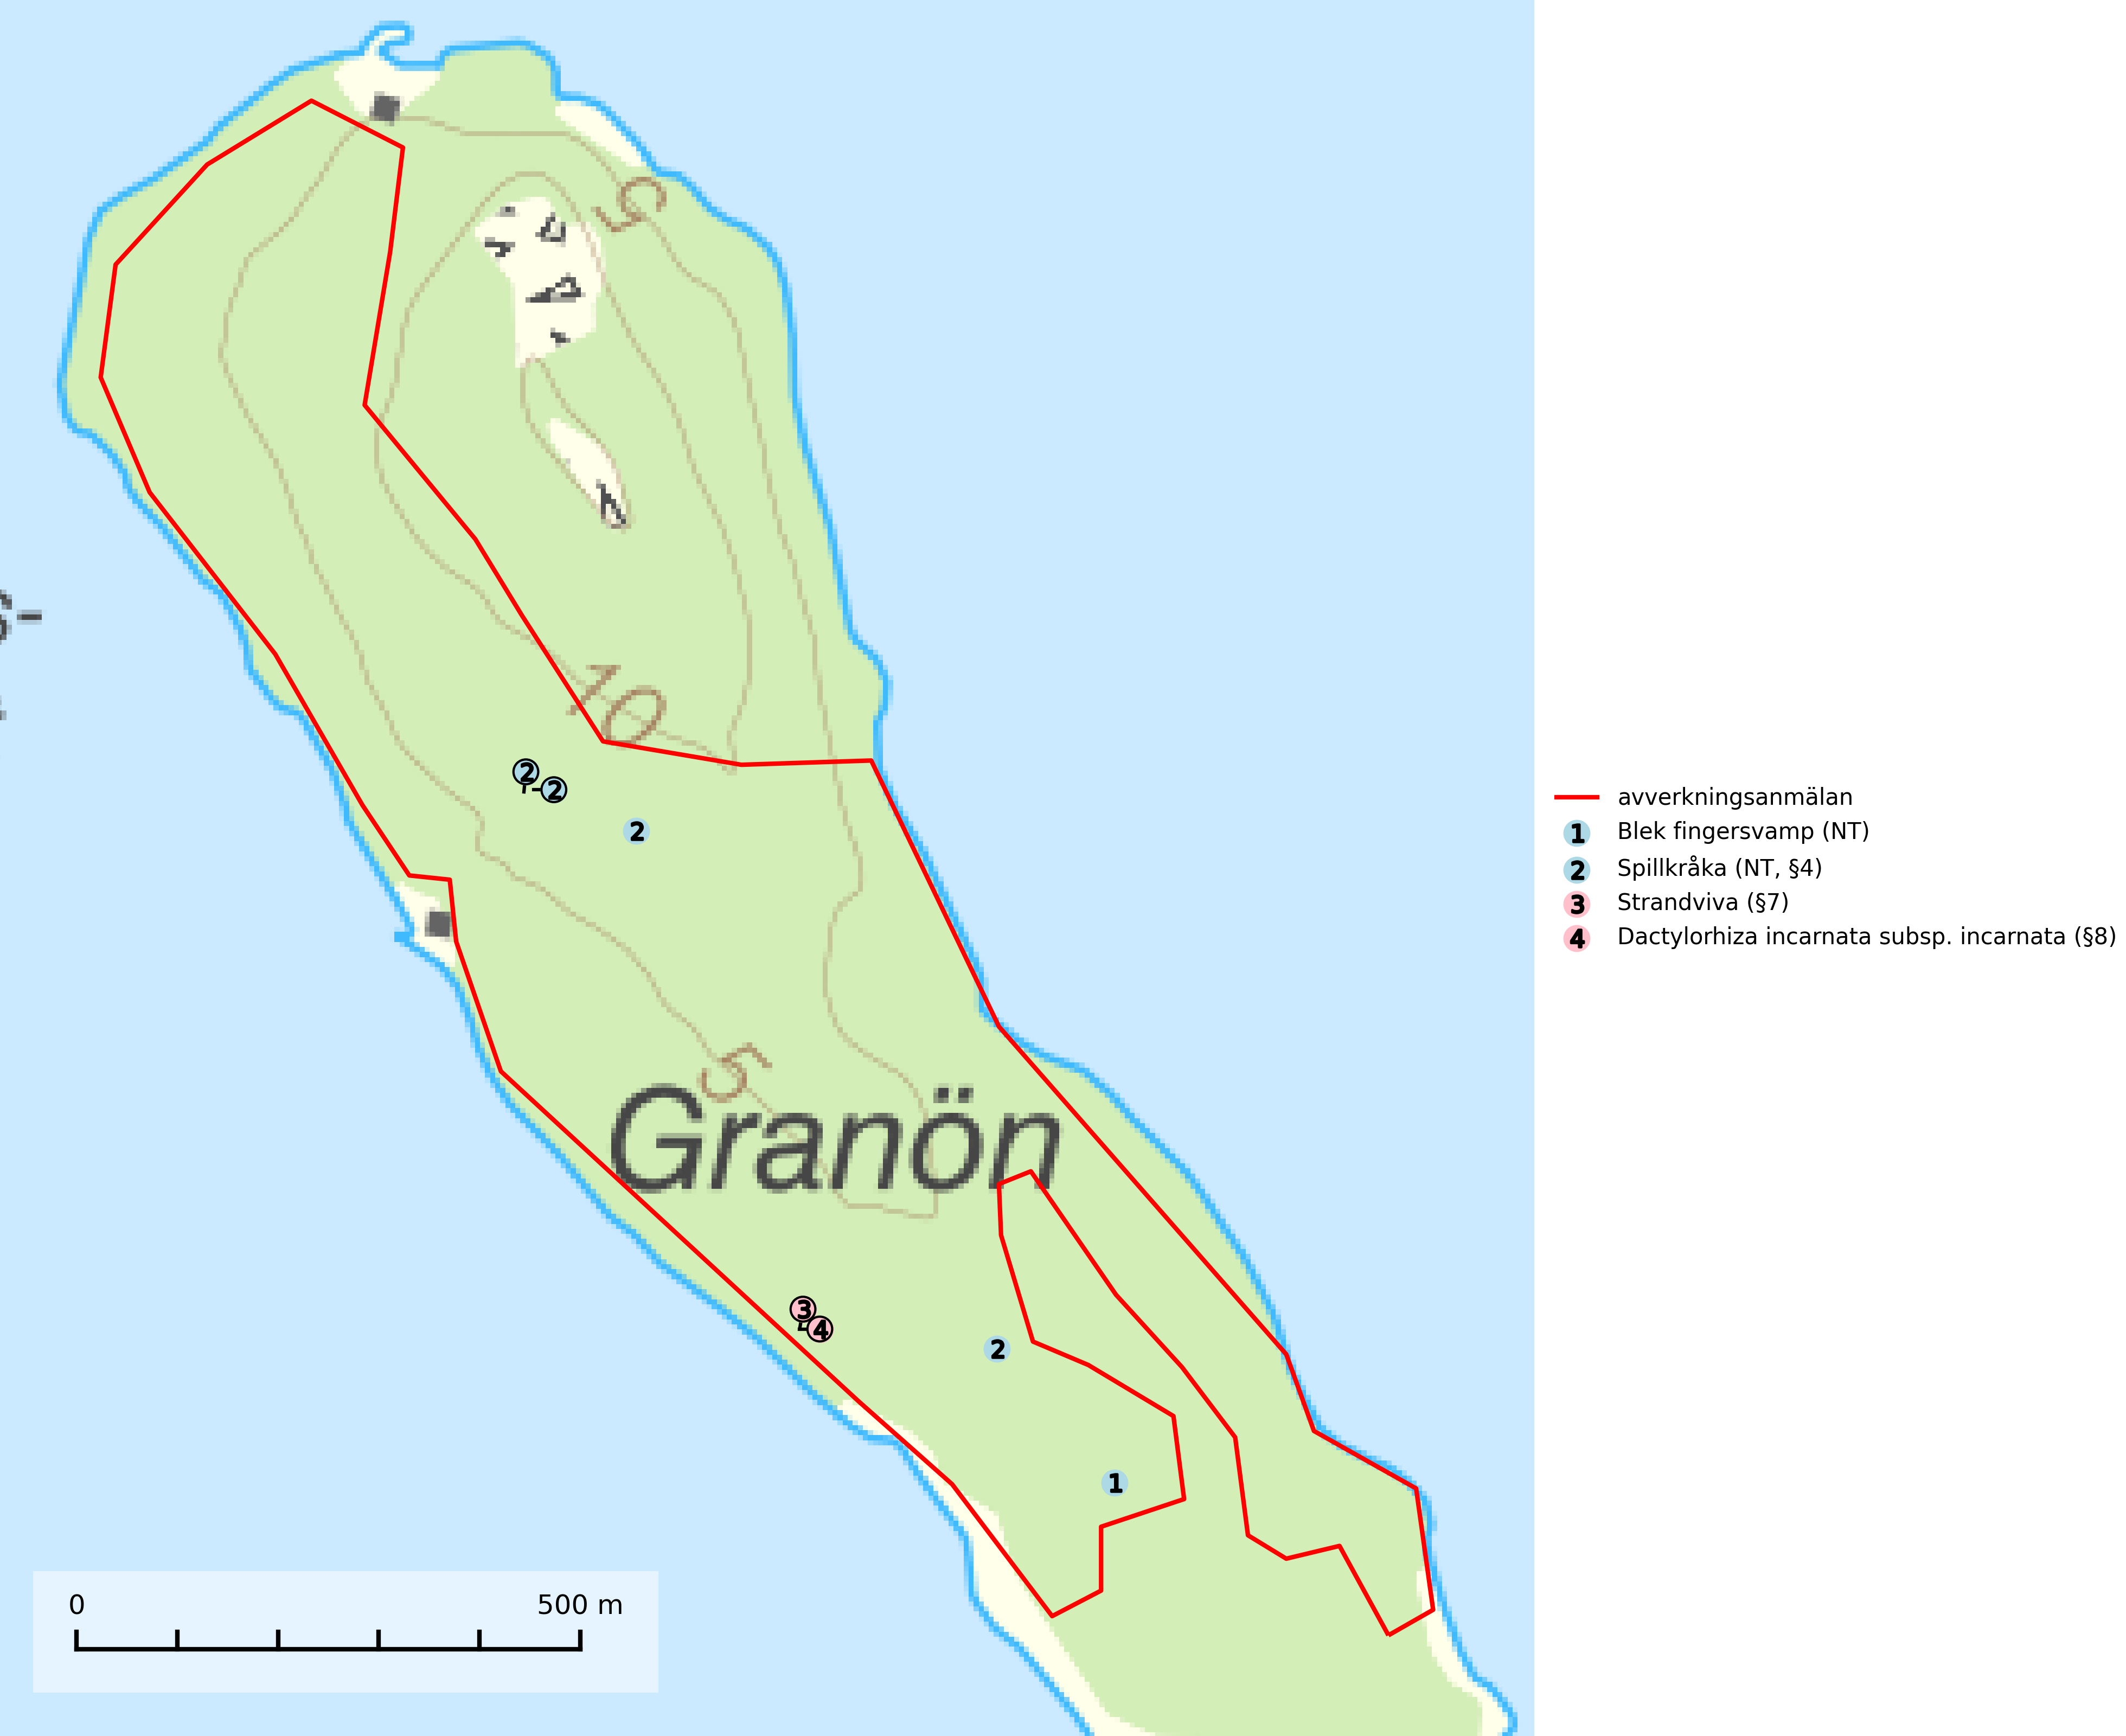 5
10
2
2
2
5
Granön
3
4
2
1
0 500 m
avverkningsanmälan
1 Blek fingersvamp (NT)
2 Spillkråka (NT, §4)
3 Strandviva (§7)
4 Dactylorhiza incarnata subsp. incarnata (§8)